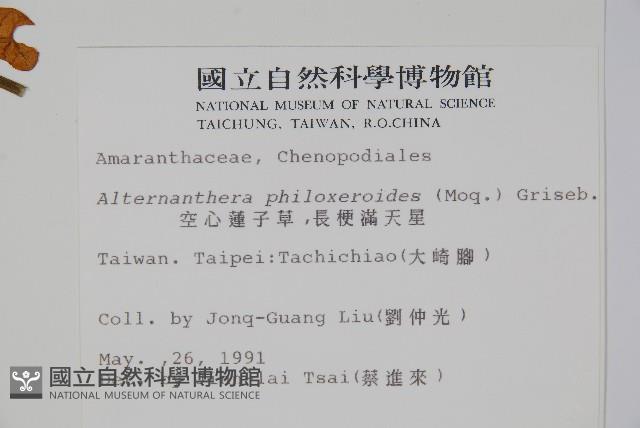 國立自然科學博物館
NATIONAL MUSEUM OF NATURAL SCIENCE
TAICHUNG, TAIWAN, R.O.CHINA
Amaranthaceae, Chenopodiales
Alternanthera philoxeroides (Moq.) Griseb.
空心蓮子草,長梗滿天星
Taiwan. Taipei:Tachichiao(大崎腳)
Coll. by Jonq-Guang Liu(劉仲光)
May. ,26, 1991
Tsai(蔡進來)
國立自然科學博物館
NATIONAL MUSEUM OF NATURAL SCIENCE